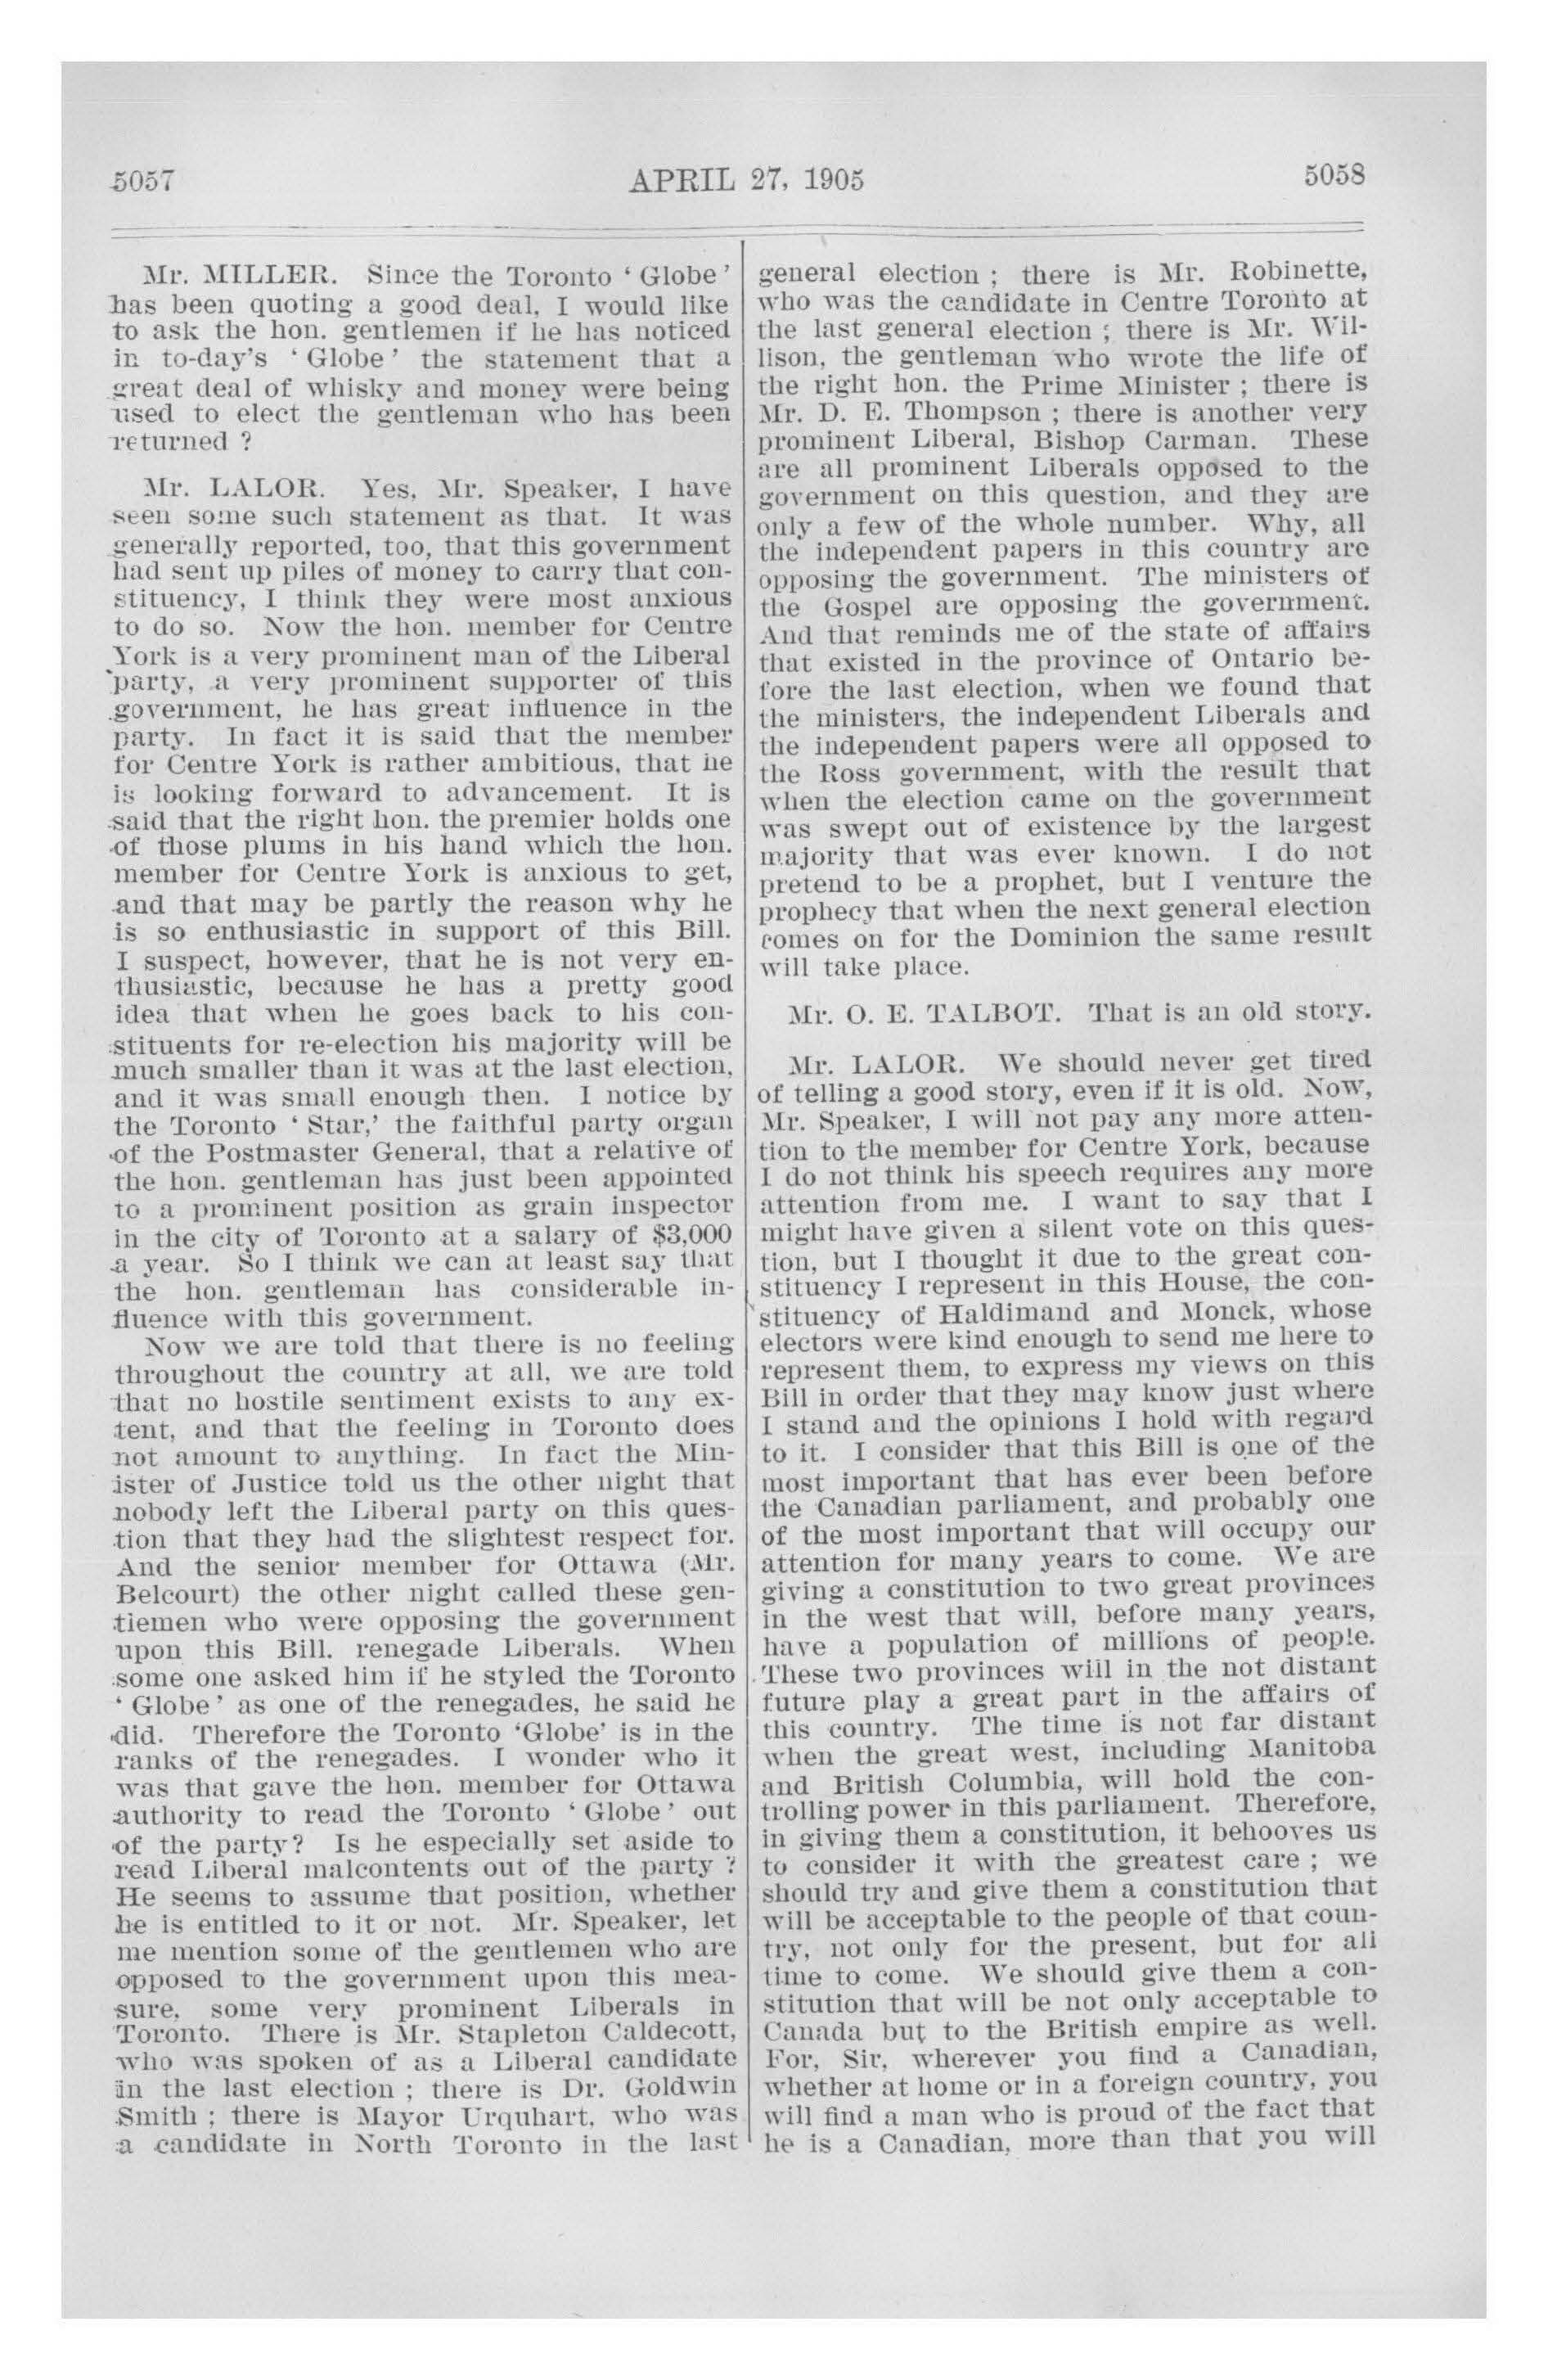 5057
APRIL 27, 1905
5058
Mr. MILLER. Since the Toronto ‘ Globe ’
has been quoting a good deal, I would like
to ask the hon. gentlemen if he has noticed
in to-day's ‘ Globe ’ the statement that a
great deal of whisky and money were being
used to elect the gentleman who has been
returned ?
Mr. LALOR. Yes, Mr. Speaker, I have
seen some such statement as that. It was
generally reported, too, that this government
had sent up piles of money to carry that con-
stituency, I think they were most anxious
to do so. Now the hon. member for Centre
York is a very prominent man of the Liberal
party, a very prominent supporter of this
government, he has great influence in the
party. In fact it is said that the member
for Centre York is rather ambitious, that he
is looking forward to advancement. It is
said that the right hon. the premier holds one
of those plums in his hand which the hon.
member for Centre York is anxious to get,
and that may be partly the reason why he
is so enthusiastic in support of this Bill.
I suspect, however, that he is not very en-
thusiastic, because he has a pretty good
idea that when he goes back to his con-
stituents for re-election his majority will be
much smaller than it was at the last election,
and it was small enough then. I notice by
the Toronto ‘ Star,’ the faithful party organ
of the Postmaster General, that a relative of
the hon. gentleman has just been appointed
to a prominent position as grain inspector
in the city of Toronto at a salary of $3,000
a year. So I think we can at least say that
the hon. gentleman has considerable in-
fluence with this government.
Now we are told that there is no feeling
throughout the country at all, we are told
that no hostile sentiment exists to any ex-
tent, and that the feeling in Toronto does
not amount to anything. In fact the Min-
ister of Justice told us the other night that
nobody left the Liberal party on this ques-
tion that they had the slightest respect for.
And the senior member for Ottawa (Mr.
Belcourt) the other night called these gen-
tlemen who were opposing the government
upon this Bill. renegade Liberals. When
some one asked him if he styled the Toronto
‘ Globe ’ as one of the renegades, he said he
did. Therefore the Toronto ‘Globe’ is in the
ranks of the renegades. I wonder who it
was that gave the hon. member for Ottawa
authority to read the Toronto ‘ Globe ’ out
of the party? Is he especially set aside to
read Liberal malcontents out of the party ?
He seems to assume that position, whether
he is entitled to it or not. Mr. Speaker, let
me mention some of the gentlemen who are
opposed to the government upon this mea-
sure, some very prominent Liberals in
Toronto. There is Mr. Stapleton Caldecott,
who was spoken of as a Liberal candidate
in the last election ; there is Dr. Goldwin
Smith ; there is Mayor Urquhart, who was
a candidate in North Toronto in the last
general election ; there is Mr. Robinette,
who was the candidate in Centre Toronto at
the last general election ; there is Mr. Wil-
lison, the gentleman who wrote the life of
the right hon. the Prime Minister ; there is
Mr. D. E. Thompson ; there is another very
prominent Liberal, Bishop Carman. These
are all prominent Liberals opposed to the
government on this question, and they are
only a few of the whole number. Why, all
the independent papers in this country are
opposing the government. The ministers of
the Gospel are opposing the government.
And that reminds me of the state of affairs
that existed in the province of Ontario be-
fore the last election, when we found that
the ministers, the independent Liberals and
the independent papers were all opposed to
the Ross government, with the result that
when the election came on the government
was swept out of existence by the largest
majority that was ever known. I do not
pretend to be a prophet, but I venture the
prophecy that when the next general election
comes on for the Dominion the same result
will take place.
Mr. O. E. TALBOT. That is an old story.
Mr. LALOR. We should never get tired
of telling a good story, even if it is old. Now,
Mr. Speaker, I will not pay any more atten-
tion to the member for Centre York, because
I do not think his speech requires any more
attention from me. I want to say that I
might have given a silent vote on this ques-
tion, but I thought it due to the great con-
stituency I represent in this House, the con-
stituency of Haldimand and Monck, whose
electors were kind enough to send me here to
represent them, to express my views on this
Bill in order that they may know just where
I stand and the opinions I hold with regard
to it. I consider that this Bill is one of the
most important that has ever been before
the Canadian parliament, and probably one
of the most important that will occupy our
attention for many years to come. We are
giving a constitution to two great provinces
in the west that will, before many years,
have a population of millions of people.
These two provinces will in the not distant
future play a great part in the affairs of
this country. The time is not far distant
when the great west, including Manitoba
and British Columbia, will hold the con-
trolling power in this parliament. Therefore,
in giving them a constitution, it behooves us
to consider it with the greatest care ; we
should try and give them a constitution that
will be acceptable to the people of that coun-
try, not only for the present, but for all
time to come. We should give them a con-
stitution that will be not only acceptable to
Canada but to the British empire as well.
For, Sir, wherever you find a Canadian,
whether at home or in a foreign country, you
will find a man who is proud of the fact that
he is a Canadian, more than that you will